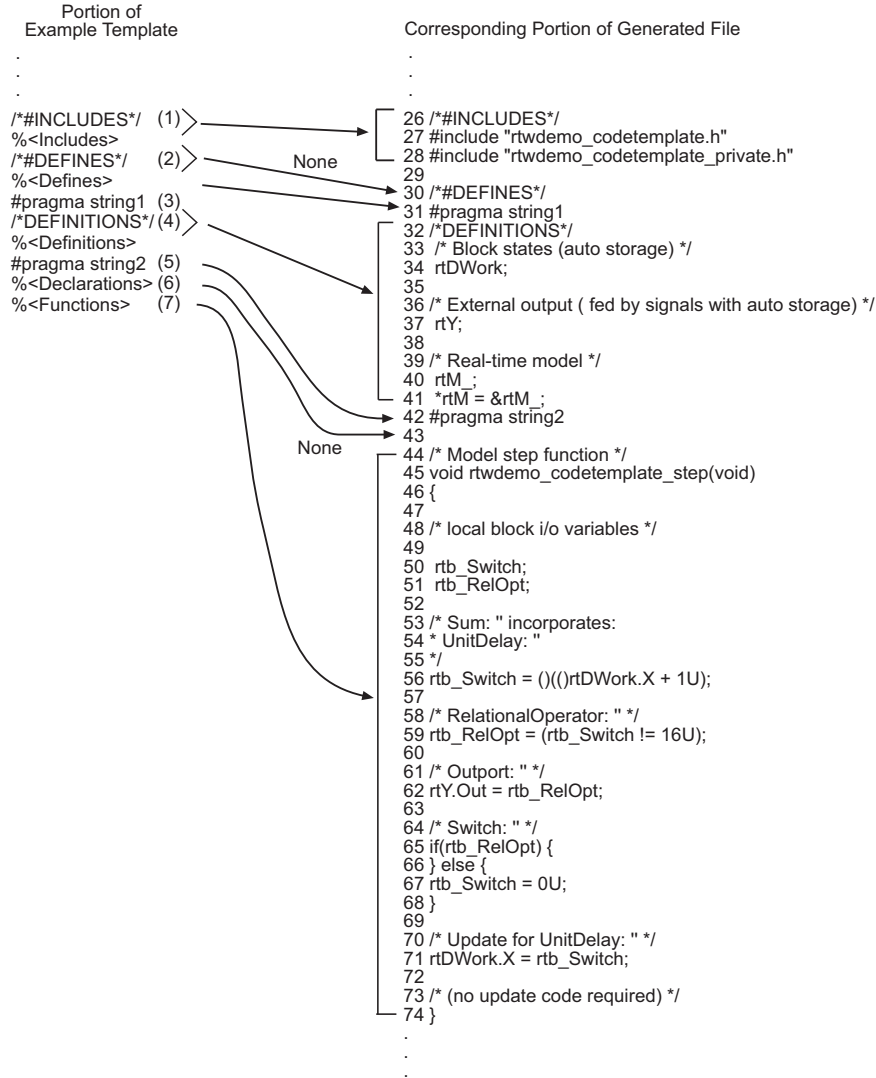 Portion of
Example Template
.
.
.
/*#INCLUDES*/ (1)
%<Includes>
/*#DEFINES*/ (2)
%<Defines>
#pragma string1 (3)
/*DEFINITIONS*/ (4)
%<Definitions>
#pragma string2 (5)
%<Declarations> (6)
%<Functions> (7)
None
None
Corresponding Portion of Generated File
.
.
.
26 /*#INCLUDES*/
27 #include "rtwdemo_codetemplate.h"
28 #include "rtwdemo_codetemplate_private.h"
29
30 /*#DEFINES*/
31 #pragma string1
32 /*DEFINITIONS*/
33 /* Block states (auto storage) */
34 rtDWork;
35
36 /* External output ( fed by signals with auto storage) */
37 rtY;
38
39 /* Real-time model */
40 rtM_;
41 *rtM = &rtM_;
42 #pragma string2
43
44 /* Model step function */
45 void rtwdemo_codetemplate_step(void)
46 {
47
48 /* local block i/o variables */
49
50 rtb_Switch;
51 rtb_RelOpt;
52
53 /* Sum: '' incorporates:
54 * UnitDelay: ''
55 */
56 rtb_Switch = ()(()rtDWork.X + 1U);
57
58 /* RelationalOperator: '' */
59 rtb_RelOpt = (rtb_Switch != 16U);
60
61 /* Outport: '' */
62 rtY.Out = rtb_RelOpt;
63
64 /* Switch: '' */
65 if(rtb_RelOpt) {
66 } else {
67 rtb_Switch = 0U;
68 }
69
70 /* Update for UnitDelay: '' */
71 rtDWork.X = rtb_Switch;
72
73 /* (no update code required) */
74 }
.
.
.